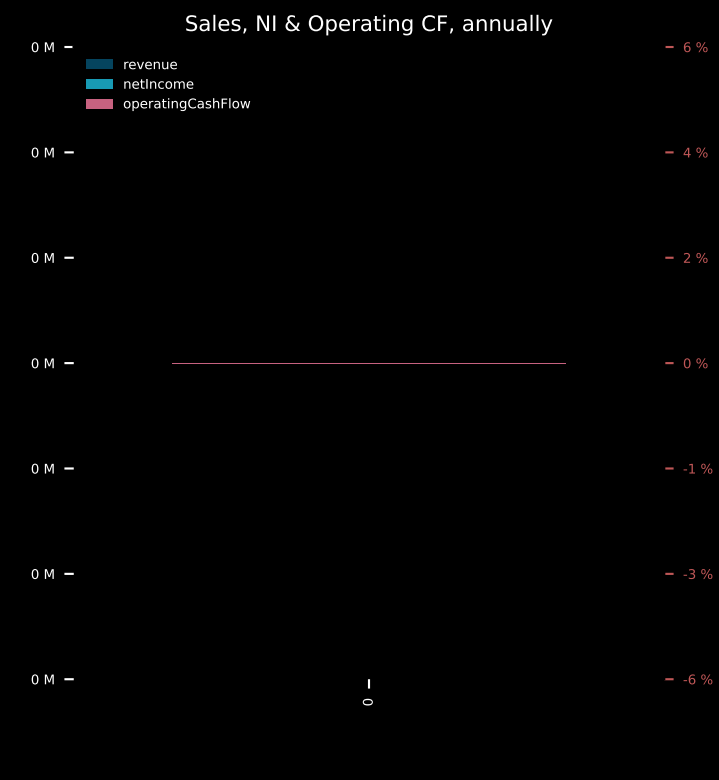 Sales, NI & Operating CF, annually
0 M
6 %
revenue
netIncome
operatingCashFlow
0 M
4 %
0 M
2 %
0 M
0 %
0 M
-1 %
0 M
-3 %
0 M
-6 %
0